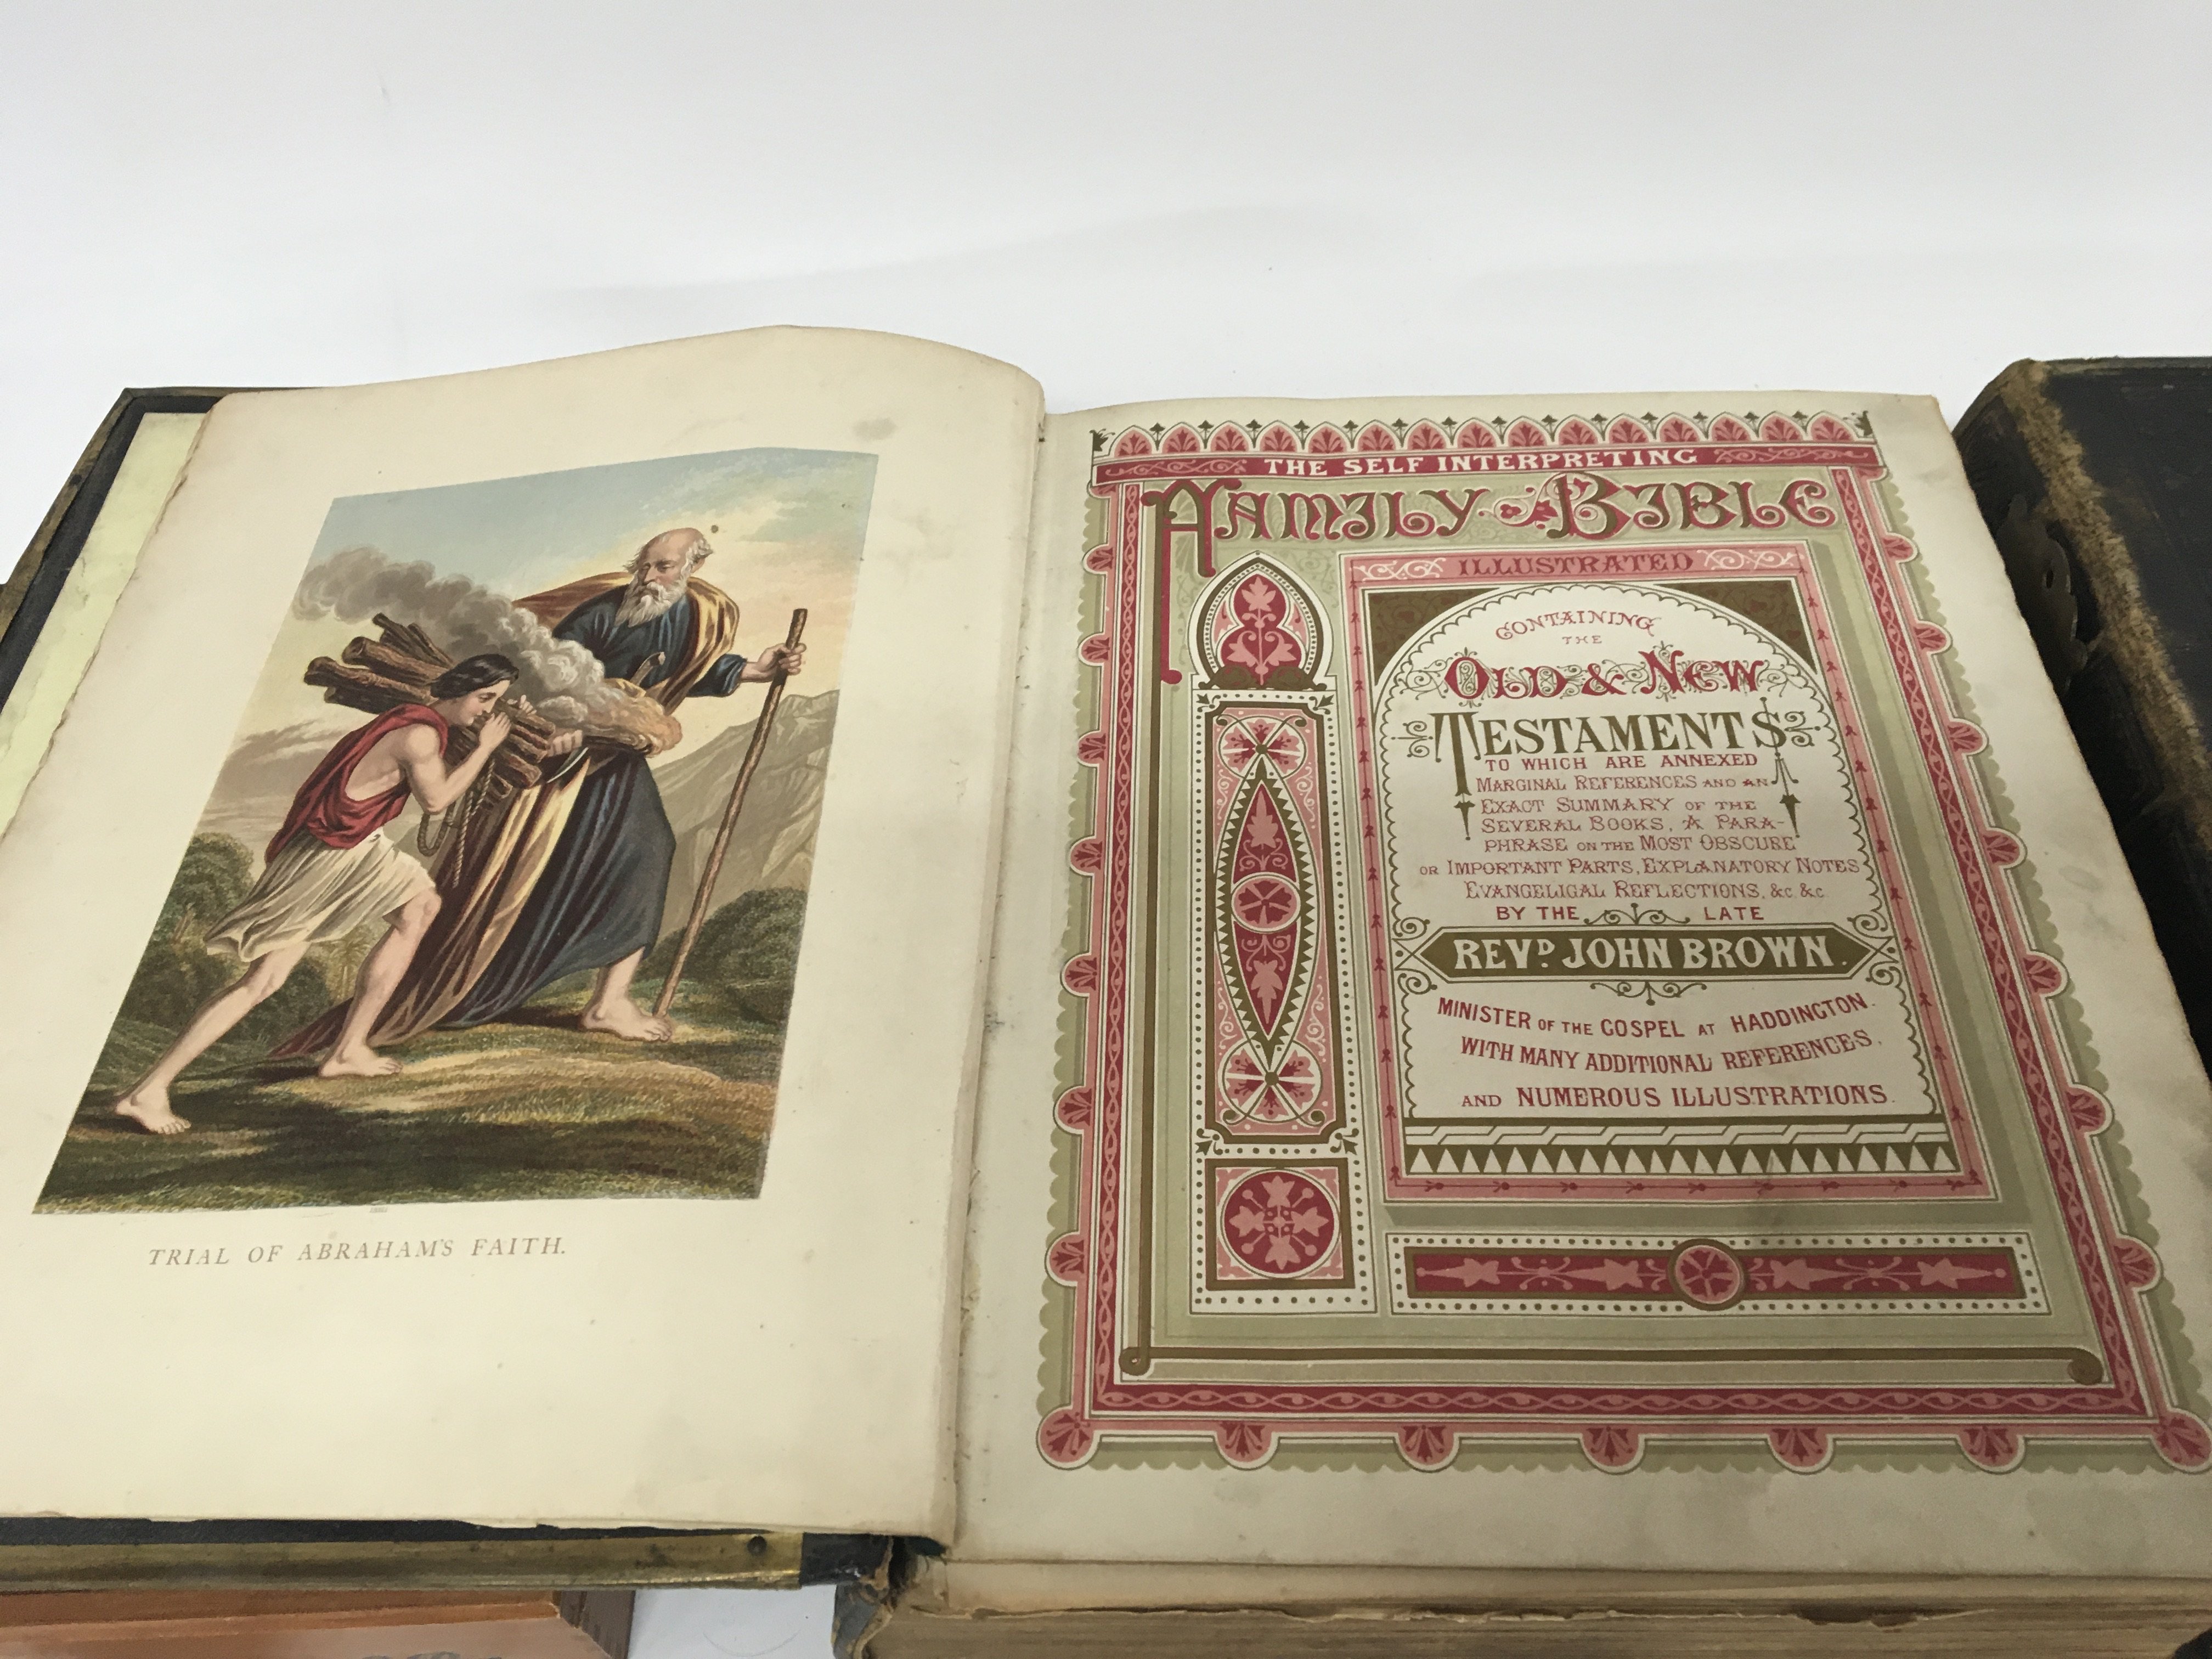 TRIAL OF ABRAHAM'S FAITH.
THE SELF INTERPRETING
FAMILY BIBLE
ILLUSTRATED
CONTAINING
THE
OLD & NEW
TESTAMENTS
TO WHICH ARE ANNEXED
MARGINAL REFERENCES AND AN
EXACT SUMMARY OF THE
SEVERAL BOOKS, A PARA-
PHRASE ON THE MOST OBSCURE
OR IMPORTANT PARTS, EXPLANATORY NOTES
EVANGELICAL REFLECTIONS, &c. &c.
BY THE LATE
REVD. JOHN BROWN.
MINISTER OF THE GOSPEL AT HADDINGTON.
WITH MANY ADDITIONAL REFERENCES,
AND NUMEROUS ILLUSTRATIONS.